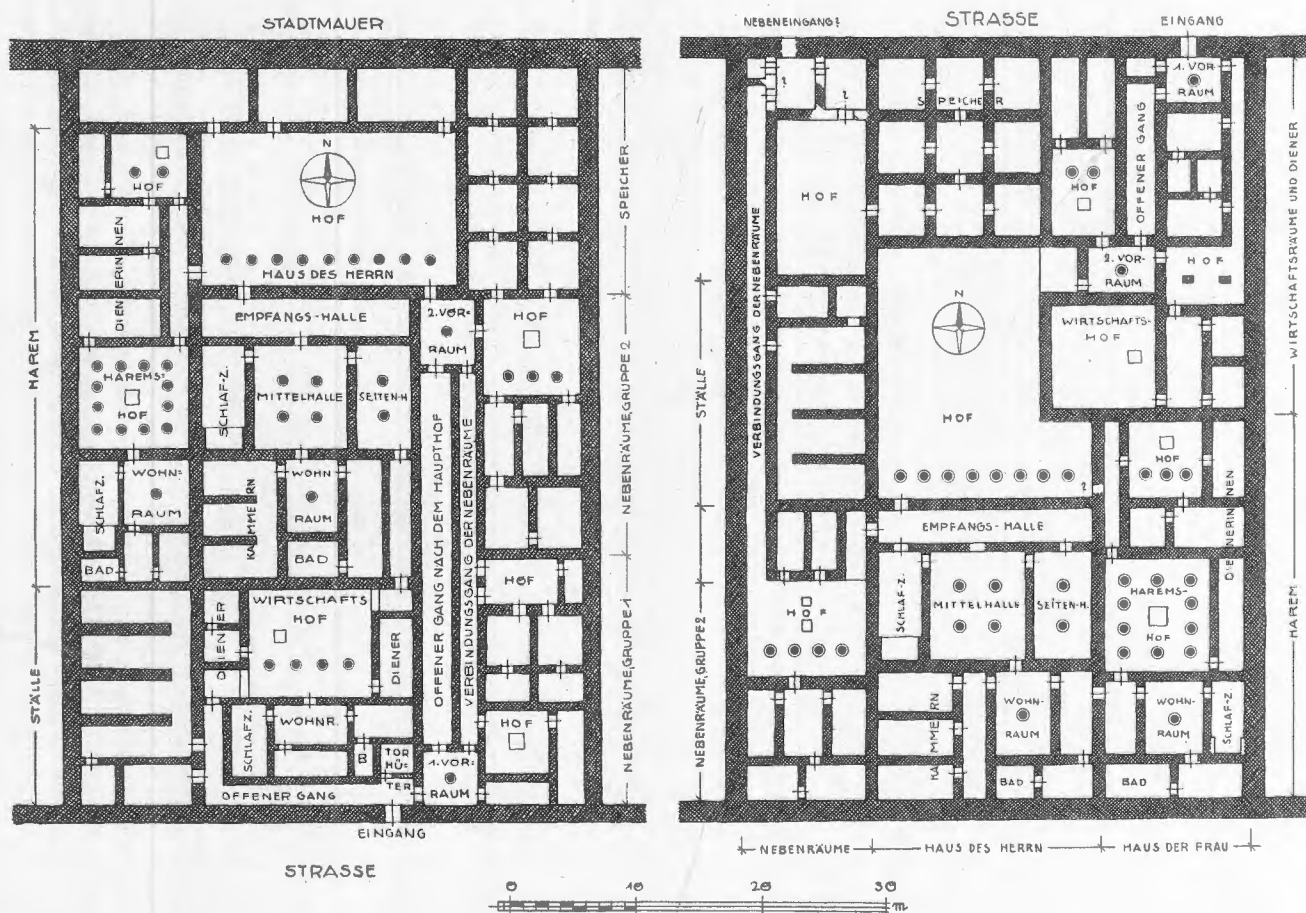 STADTMAUER
N
HOF
HOF
HAUS DES HERRN
DIENERINNEN
EMPFANGS-HALLE
2. VOR=
RAUM
HOF
HAREMS=
HOF
SCHLAF-Z.
MITTELHALLE
SEITEN-H.
SCHLAFZ.
WOHN=
RAUM
KAMMERN
WOHN
RAUM
BAD
BAD
OFFENER GANG NACH DEM HAUPTHOF
VERBINDUNGSGANG DER NEBENRÄUME
HOF
DIENER
WIRTSCHAFTS
HOF
DIENER
SCHLAFZ.
WOHNR.
B
TOR
HÜ=
TER
1. VOR=
RAUM
HOF
OFFENER GANG
EINGANG
STRASSE
HAREM
STÄLLE
SPEICHER
NEBENRÄUME, GRUPPE 2
NEBENRÄUME, GRUPPE 1
NEBENEINGANG?
STRASSE
EINGANG
?
?
SPEICHER
1. VOR
RAUM
HOF
HOF
OFFENER GANG
2. VOR=
RAUM
HOF
VERBINDUNGSGANG DER NEBENRÄUME
N
HOF
WIRTSCHAFTS-
HOF
HOF
?
EMPFANGS-HALLE
DIENERINNEN
HOF
SCHLAF-Z.
MITTELHALLE
SEITEN-H.
HAREMS-
HOF
KAMMERN
WOHN-
RAUM
BAD
WOHN-
RAUM
SCHLAF-Z
BAD
STÄLLE
NEBENRÄUME, GRUPPE 2
WIRTSCHAFTSRÄUME UND DIENER
HAREM
NEBENRÄUME
HAUS DES HERRN
HAUS DER FRAU
0 10 20 30
m